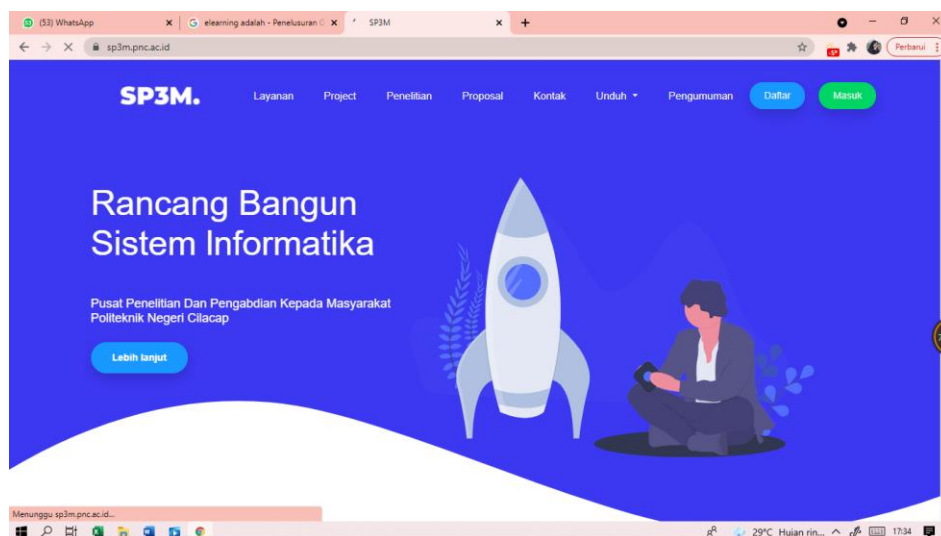 (53) WhatsApp
elearning adalah - Penelusuran G
SP3M
sp3m.pnc.ac.id
Perbarui
SP3M.
Layanan
Project
Penelitian
Proposal
Kontak
Unduh
Pengumuman
Daftar
Masuk
Rancang Bangun
Sistem Informatika
Pusat Penelitian Dan Pengabdian Kepada Masyarakat
Politeknik Negeri Cilacap
Lebih lanjut
Menunggu sp3m.pnc.ac.id...
29°C Hujan rin...
17:34